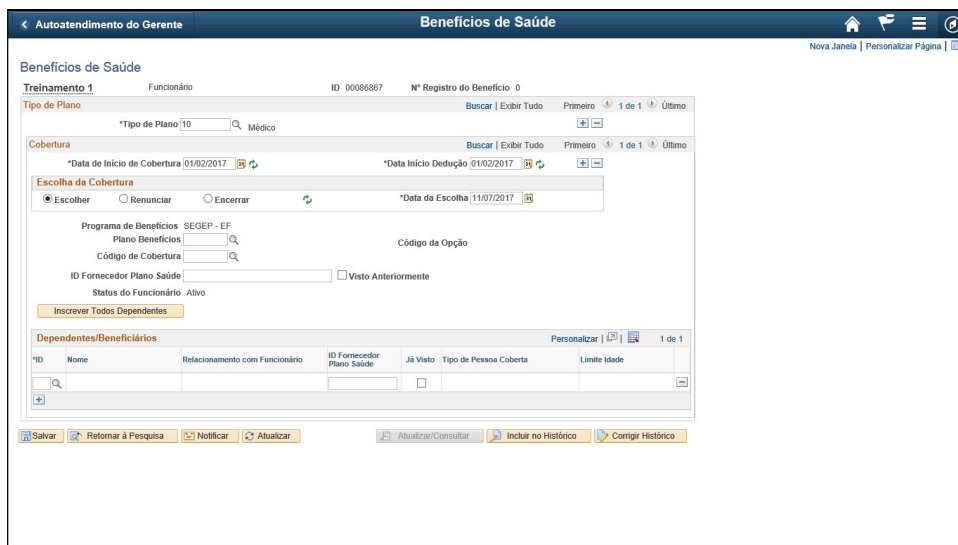 Autoatendimento do Gerente Benefícios de Saúde
Nova Janela | Personalizar Página |
Benefícios de Saúde
Treinamento 1 Funcionário ID 00086867 Nº Registro do Benefício 0
Tipo de Plano Buscar | Exibir Tudo Primeiro 1 de 1 Último
*Tipo de Plano 10 Médico
Cobertura Buscar | Exibir Tudo Primeiro 1 de 1 Último
*Data de Início de Cobertura 01/02/2017 *Data Início Dedução 01/02/2017
Escolha da Cobertura
Escolher Renunciar Encerrar *Data da Escolha 11/07/2017
Programa de Benefícios SEGEP - EF
Plano Benefícios Código da Opção
Código de Cobertura
ID Fornecedor Plano Saúde Visto Anteriormente
Status do Funcionário Ativo
Inscrever Todos Dependentes
Dependentes/Beneficiários Personalizar | 1 de 1
*ID Nome Relacionamento com Funcionário ID Fornecedor Plano Saúde Já Visto Tipo de Pessoa Coberta Limite Idade
Salvar Retornar à Pesquisa Notificar Atualizar Atualizar/Consultar Incluir no Histórico Corrigir Histórico